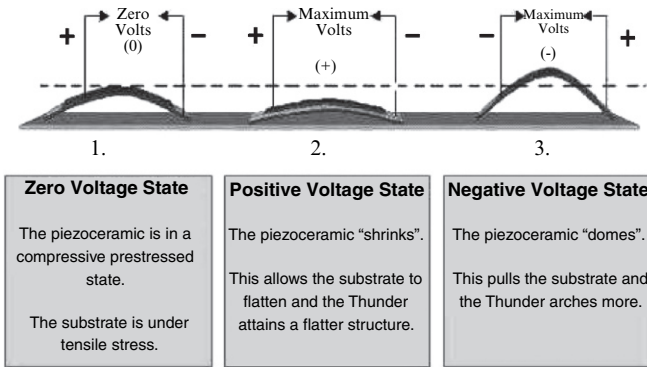 Zero
Volts
(0)
+ −
Maximum
Volts
(+)
+ −
Maximum
Volts
(-)
− +
1. 2. 3.
Zero Voltage State
The piezoceramic is in a
compressive prestressed
state.
The substrate is under
tensile stress.
Positive Voltage State
The piezoceramic “shrinks”.
This allows the substrate to
flatten and the Thunder
attains a flatter structure.
Negative Voltage State
The piezoceramic “domes”.
This pulls the substrate and
the Thunder arches more.